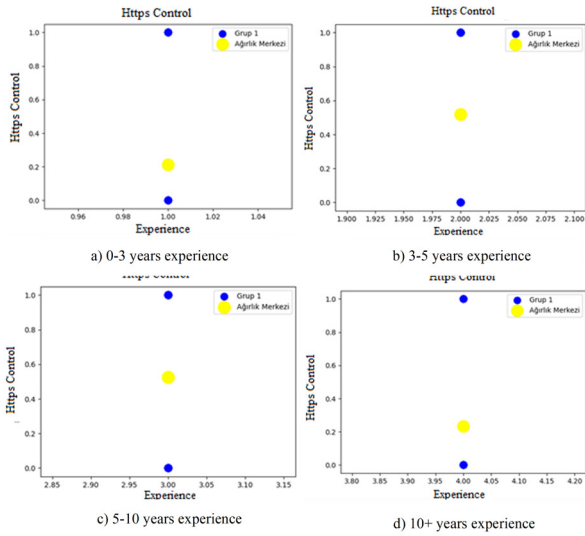 Https Control
Grup 1
Ağırlık Merkezi
Https Control
1.0
0.8
0.6
0.4
0.2
0.0
0.96 0.98 1.00 1.02 1.04
Experience
a) 0-3 years experience
Https Control
Grup 1
Ağırlık Merkezi
Https Control
1.0
0.8
0.6
0.4
0.2
0.0
1.900 1.925 1.950 1.975 2.000 2.025 2.050 2.075 2.100
Experience
b) 3-5 years experience
Https Control
Grup 1
Ağırlık Merkezi
Https Control
1.0
0.8
0.6
0.4
0.2
0.0
2.85 2.90 2.95 3.00 3.05 3.10 3.15
Experience
c) 5-10 years experience
Https Control
Grup 1
Ağırlık Merkezi
Https Control
1.0
0.8
0.6
0.4
0.2
0.0
3.80 3.85 3.90 3.95 4.00 4.05 4.10 4.15 4.20
Experience
d) 10+ years experience